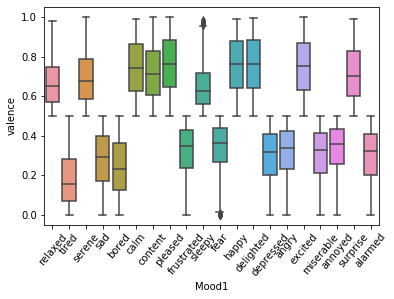 1.0
0.8
0.6
0.4
0.2
0.0
valence
relaxed
tired
serene
sad
bored
calm
content
pleased
frustrated
sleepy
fear
happy
delighted
depressed
angry
excited
miserable
annoyed
surprise
alarmed
Mood1